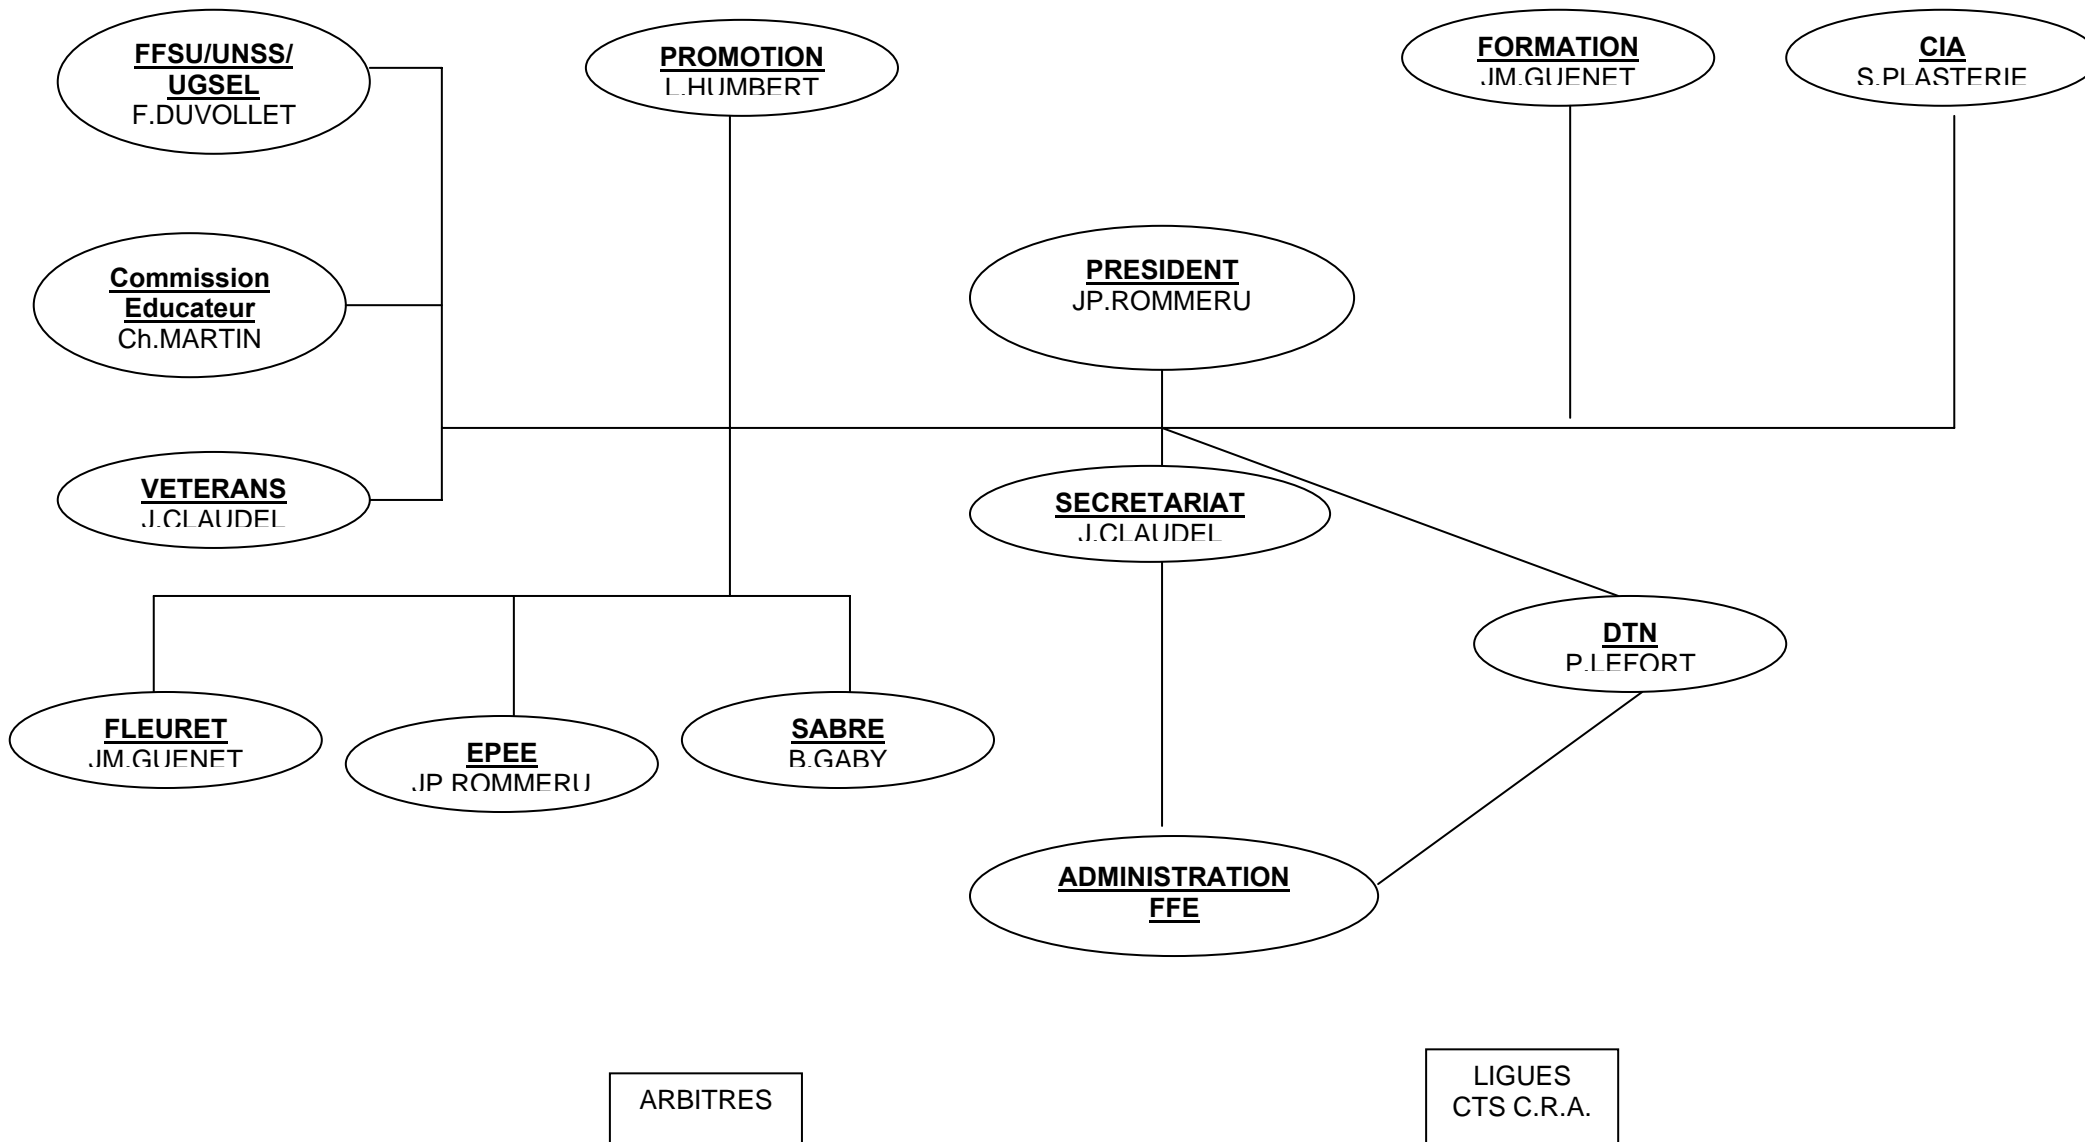 FFSU/UNSS/
UGSEL
F.DUVOLLET
PROMOTION
L.HUMBERT
FORMATION
JM.GUENET
CIA
S.PLASTERIE
Commission
Educateur
Ch.MARTIN
PRESIDENT
JP.ROMMERU
VETERANS
J.CLAUDEL
SECRETARIAT
J.CLAUDEL
DTN
P.LEFORT
FLEURET
JM.GUENET
EPEE
JP ROMMERU
SABRE
B.GABY
ADMINISTRATION
FFE
ARBITRES
LIGUES
CTS C.R.A.